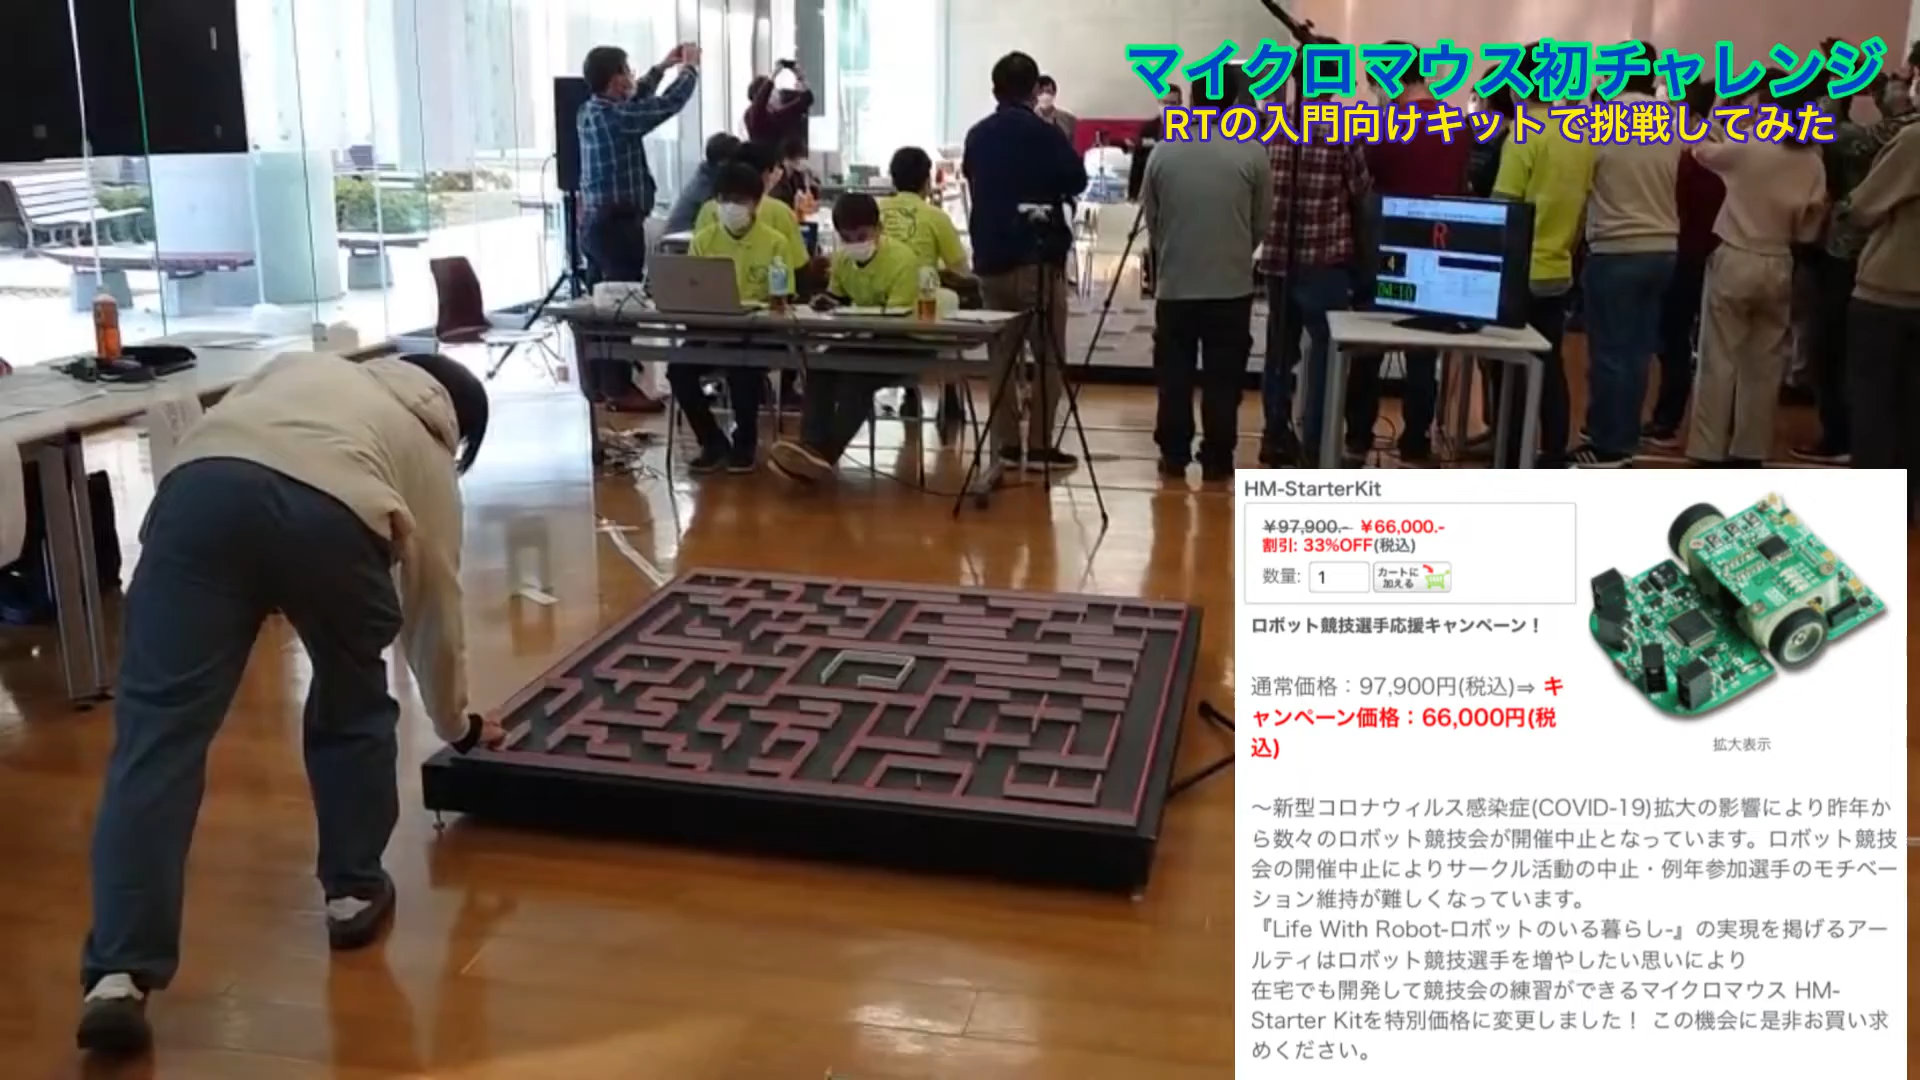 マイクロマウス初チャレンジ
RTの入門向けキットで挑戦してみた
R
4
04:10
HM-StarterKit
￥97,900.- ￥66,000.-
割引: 33%OFF(税込)
数量: 1 カートに
加える
ロボット競技選手応援キャンペーン！
通常価格：97,900円(税込)⇒ キ
ャンペーン価格：66,000円(税
込)
拡大表示
～新型コロナウィルス感染症(COVID-19)拡大の影響により昨年か
ら数々のロボット競技会が開催中止となっています。ロボット競技
会の開催中止によりサークル活動の中止・例年参加選手のモチベー
ション維持が難しくなっています。
『Life With Robot-ロボットのいる暮らし-』の実現を掲げるアー
ルティはロボット競技選手を増やしたい思いにより
在宅でも開発して競技会の練習ができるマイクロマウス HM-
Starter Kitを特別価格に変更しました！ この機会に是非お買い求
めください。